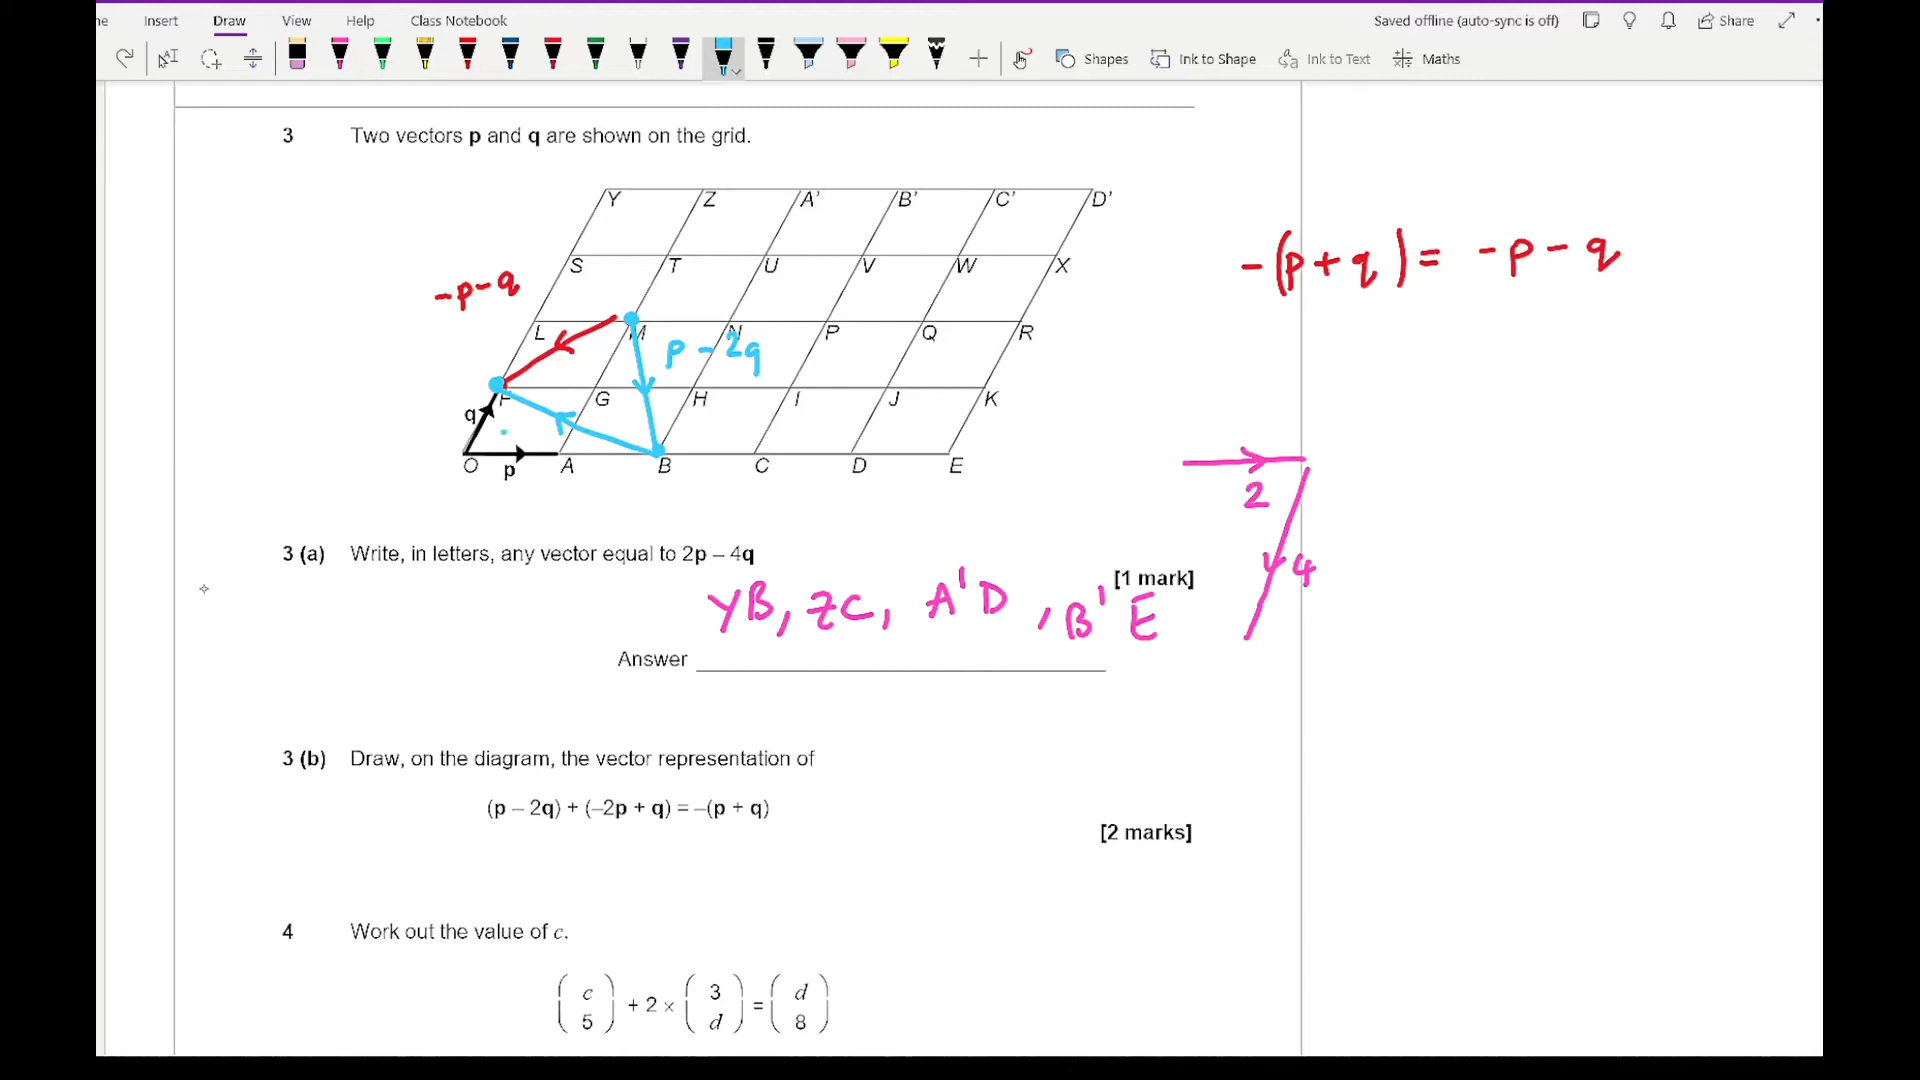 ne Insert Draw View Help Class Notebook Saved offline (auto-sync is off) Share
Shapes Ink to Shape Ink to Text Maths
3 Two vectors p and q are shown on the grid.
Y Z A' B' C' D'
-(p+q) = -p-q
S T U V W X
-p-q
L M N P Q R
p-2q
F G H I J K
q
O p A B C D E
2
3 (a) Write, in letters, any vector equal to 2p – 4q
4
[1 mark]
YB, ZC, A'D, B'E
Answer
3 (b) Draw, on the diagram, the vector representation of
(p – 2q) + (–2p + q) = –(p + q)
[2 marks]
4 Work out the value of c.
(c 5) + 2 × (3 d) = (d 8)